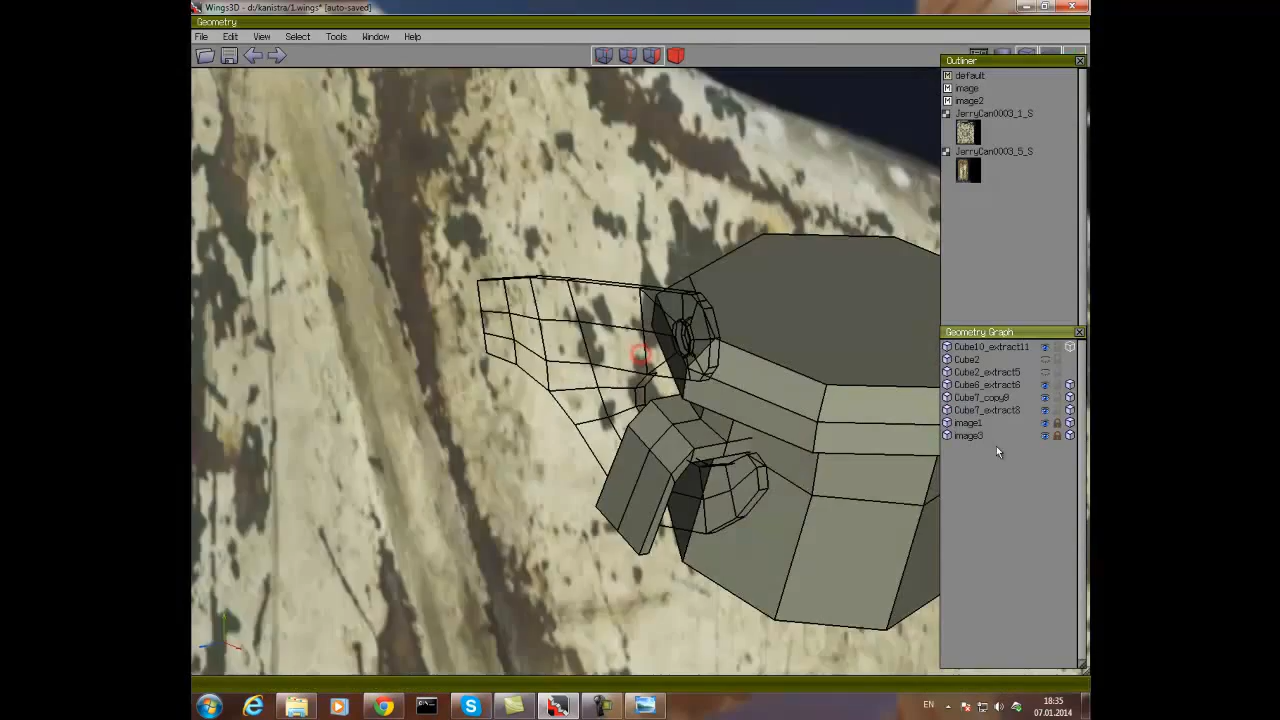 Wings3D - d:/kanistra/1.wings* [auto-saved]
Geometry
File Edit View Select Tools Window Help
Outliner
default
image
image2
JerryCan0003_1_S
JerryCan0003_5_S
Geometry Graph
Cube10_extract11
Cube2
Cube2_extract5
Cube6_extract6
Cube7_copy9
Cube7_extract8
image1
image3
EN
18:35
07.01.2014